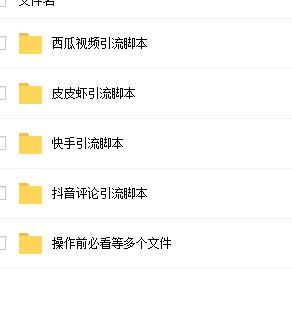 文件名
西瓜视频引流脚本
皮皮虾引流脚本
快手引流脚本
抖音评论引流脚本
操作前必看等多个文件